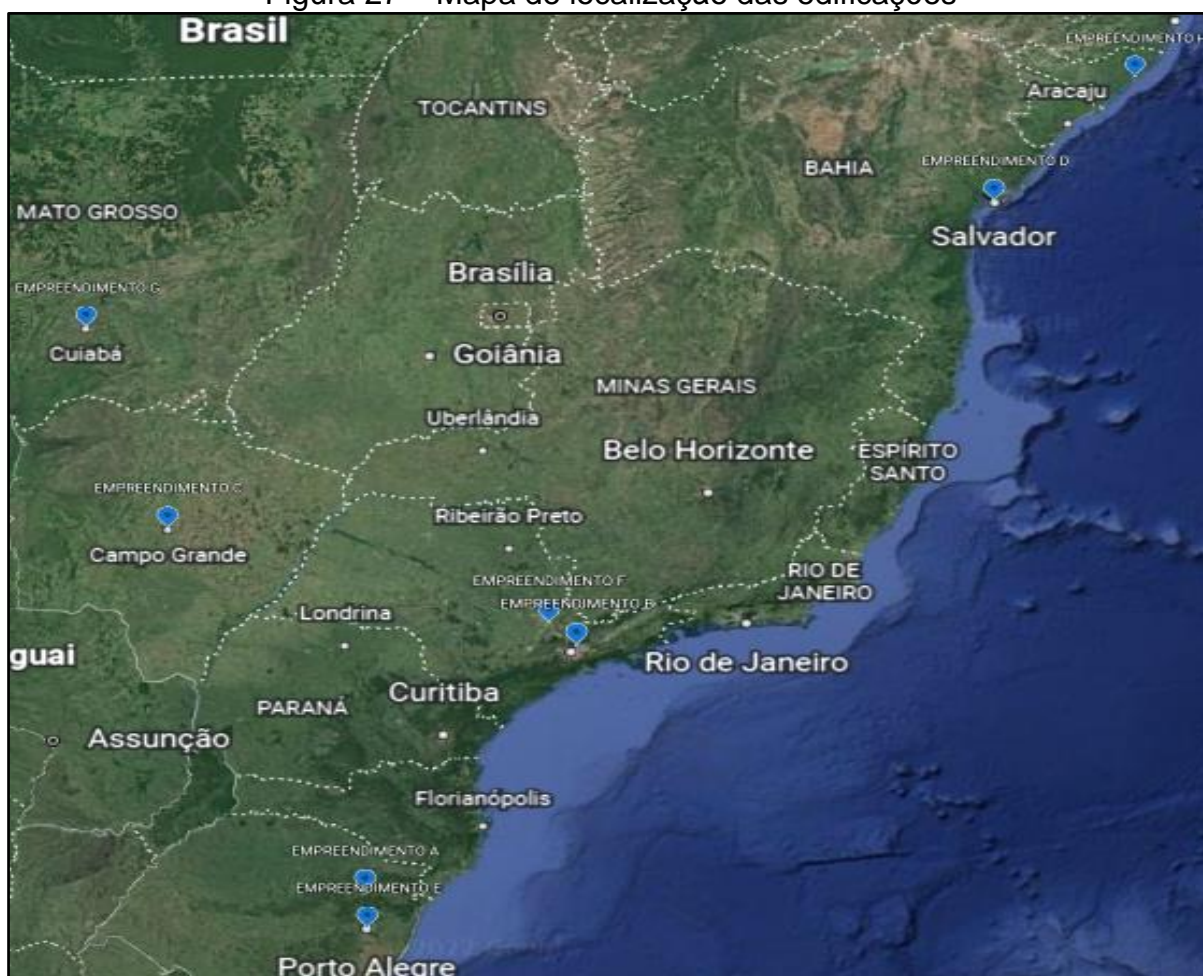 Figura 27 – Mapa de localização das edificações
Brasil
EMPREENDIMENTO H
TOCANTINS
Aracaju
BAHIA
EMPREENDIMENTO D
MATO GROSSO
Salvador
Brasília
EMPREENDIMENTO G
Cuiabá
Goiânia
MINAS GERAIS
Uberlândia
Belo Horizonte
ESPÍRITO
SANTO
EMPREENDIMENTO C
Ribeirão Preto
Campo Grande
EMPREENDIMENTO F
RIO DE
JANEIRO
EMPREENDIMENTO B
Londrina
guai
Rio de Janeiro
Curitiba
PARANÁ
Assunção
Florianópolis
EMPREENDIMENTO A
EMPREENDIMENTO E
Porto Alegre